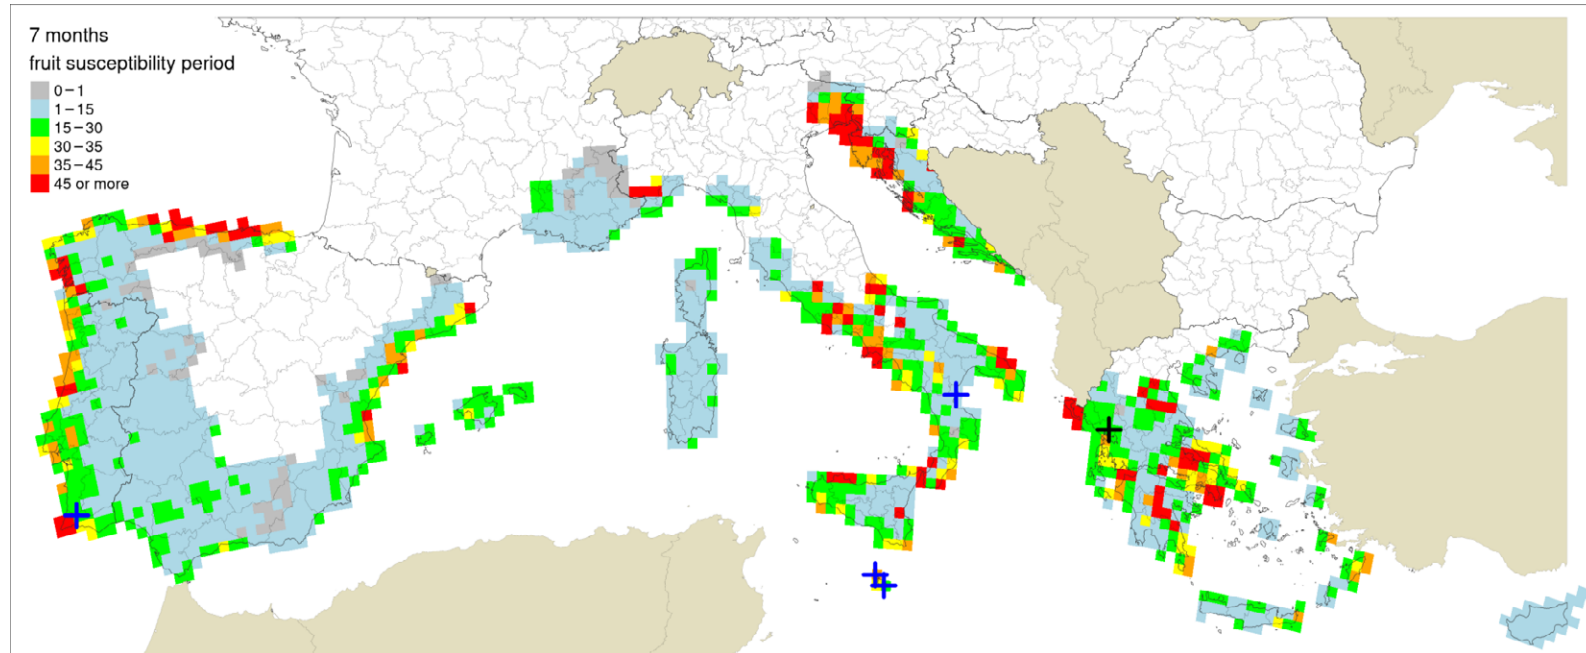 7 months
fruit susceptibility period
0−1
1−15
15−30
30−35
35−45
45 or more